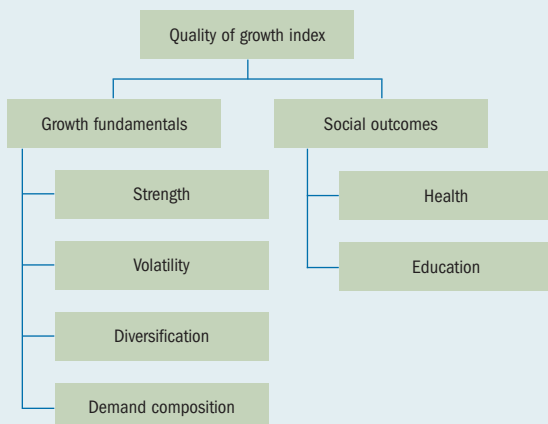 Quality of growth index
Growth fundamentals
Social outcomes
Strength
Health
Volatility
Education
Diversification
Demand composition